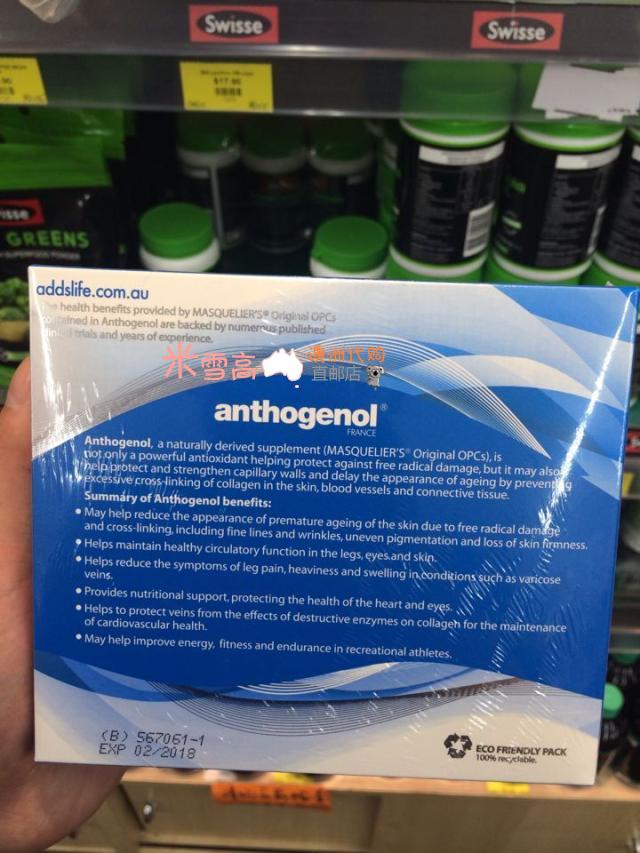 Swisse
Swisse
GREENS
addslife.com.au
health benefits provided by MASQUELIER'S® Original OPCs
in Anthogenol are backed by numerous published
trials and years of experience.
米雪高
澳洲代购
直邮店
anthogenol®
FRANCE
Anthogenol, a naturally derived supplement (MASQUELIER'S® Original OPCs), is
not only a powerful antioxidant helping protect against free radical damage, but it may also
help protect and strengthen capillary walls and delay the appearance of ageing by preventing
excessive cross-linking of collagen in the skin, blood vessels and connective tissue.
Summary of Anthogenol benefits:
• May help reduce the appearance of premature ageing of the skin due to free radical damage
and cross-linking, including fine lines and wrinkles, uneven pigmentation and loss of skin firmness.
• Helps maintain healthy circulatory function in the legs, eyes and skin.
• Helps reduce the symptoms of leg pain, heaviness and swelling in conditions such as varicose
veins.
• Provides nutritional support, protecting the health of the heart and eyes.
• Helps to protect veins from the effects of destructive enzymes on collagen for the maintenance
of cardiovascular health.
• May help improve energy, fitness and endurance in recreational athletes.
(B) 567061-1
EXP 02/2018
ECO FRIENDLY PACK
100% recyclable.